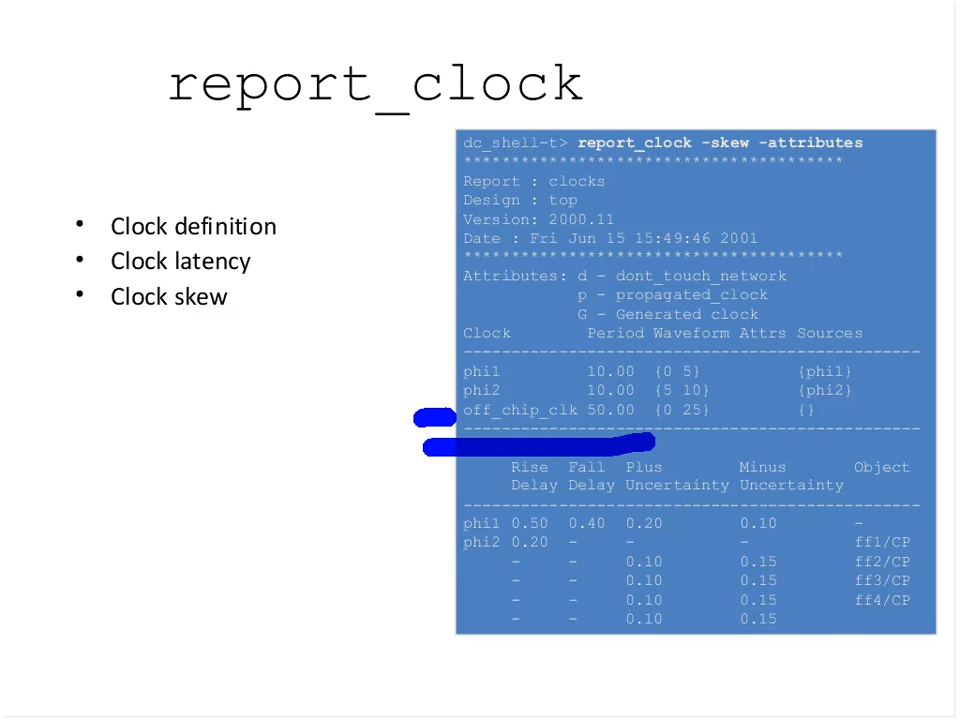 report_clock
• Clock definition
• Clock latency
• Clock skew
dc_shell-t> report_clock -skew -attributes
****************************************
Report : clocks
Design : top
Version: 2000.11
Date : Fri Jun 15 15:49:46 2001
****************************************
Attributes: d - dont_touch_network
p - propagated_clock
G - Generated clock
Clock Period Waveform Attrs Sources
------------------------------------------------
phi1 10.00 {0 5} {phi1}
phi2 10.00 {5 10} {phi2}
off_chip_clk 50.00 {0 25} {}
------------------------------------------------
Rise Fall Plus Minus Object
Delay Delay Uncertainty Uncertainty
------------------------------------------------
phi1 0.50 0.40 0.20 0.10 -
phi2 0.20 - - - ff1/CP
- - 0.10 0.15 ff2/CP
- - 0.10 0.15 ff3/CP
- - 0.10 0.15 ff4/CP
- - 0.10 0.15